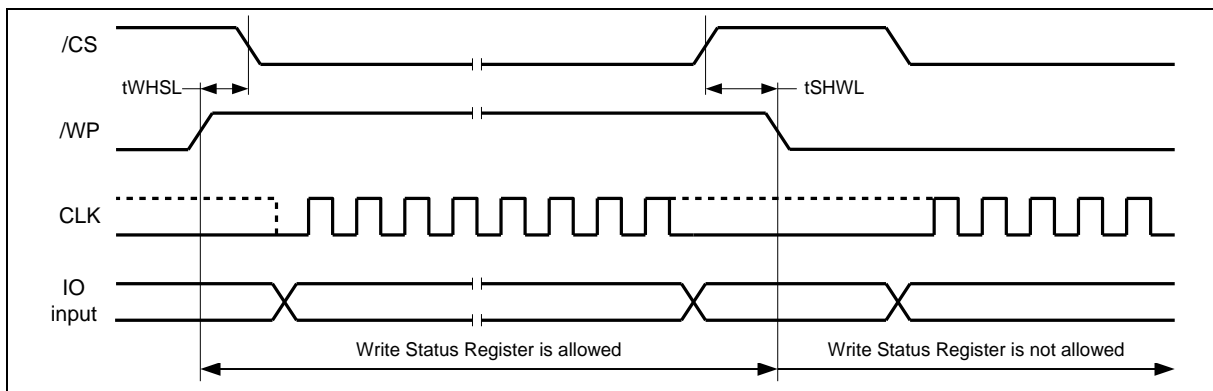 /CS
tWHSL
tSHWL
/WP
CLK
IO
input
Write Status Register is allowed
Write Status Register is not allowed